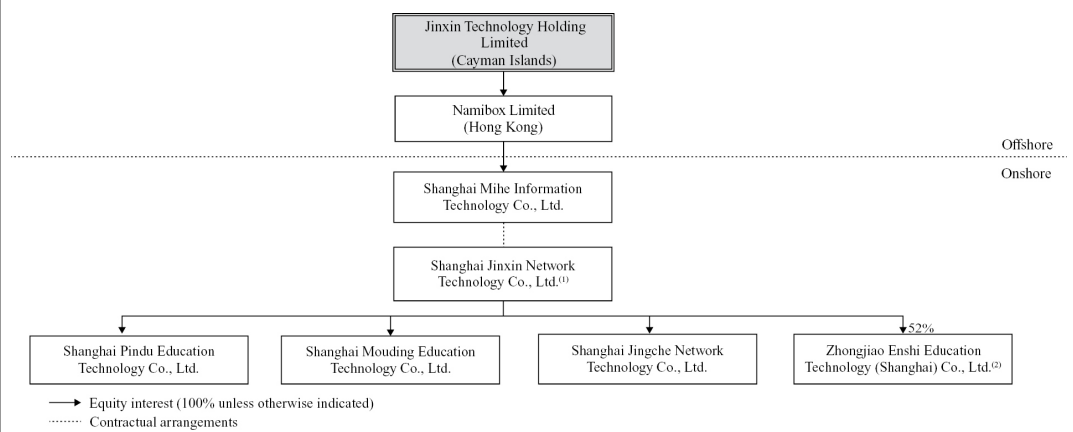 Jinxin Technology Holding
Limited
(Cayman Islands)
Namibox Limited
(Hong Kong)
Offshore
Onshore
Shanghai Mihe Information
Technology Co., Ltd.
Shanghai Jinxin Network
Technology Co., Ltd.(1)
52%
Shanghai Pindu Education
Technology Co., Ltd.
Shanghai Mouding Education
Technology Co., Ltd.
Shanghai Jingche Network
Technology Co., Ltd.
Zhongjiao Enshi Education
Technology (Shanghai) Co., Ltd.(2)
Equity interest (100% unless otherwise indicated)
Contractual arrangements